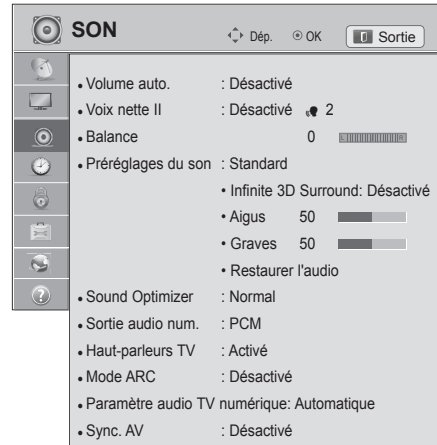 SON Dép. OK Sortie
• Volume auto. : Désactivé
• Voix nette II : Désactivé 2
• Balance 0 L R
• Préréglages du son : Standard
• Infinite 3D Surround: Désactivé
• Aigus 50
• Graves 50
• Restaurer l'audio
• Sound Optimizer : Normal
• Sortie audio num. : PCM
• Haut-parleurs TV : Activé
• Mode ARC : Désactivé
• Paramètre audio TV numérique: Automatique
• Sync. AV : Désactivé